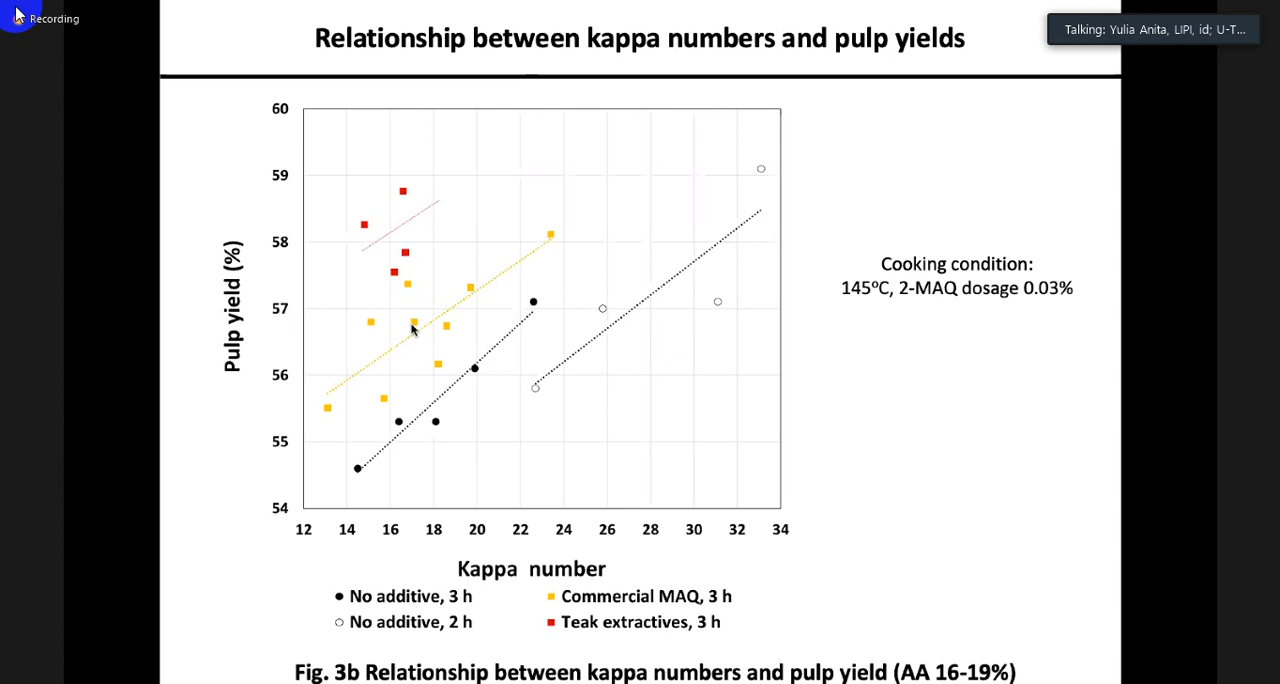 Recording
Talking: Yulia Anita, LIPI, id; U-T...
Relationship between kappa numbers and pulp yields
60
59
58
57
56
55
54
Pulp yield (%)
12 14 16 18 20 22 24 26 28 30 32 34
Kappa number
No additive, 3 h
Commercial MAQ, 3 h
No additive, 2 h
Teak extractives, 3 h
Cooking condition:
145ºC, 2-MAQ dosage 0.03%
Fig. 3b Relationship between kappa numbers and pulp yield (AA 16-19%)